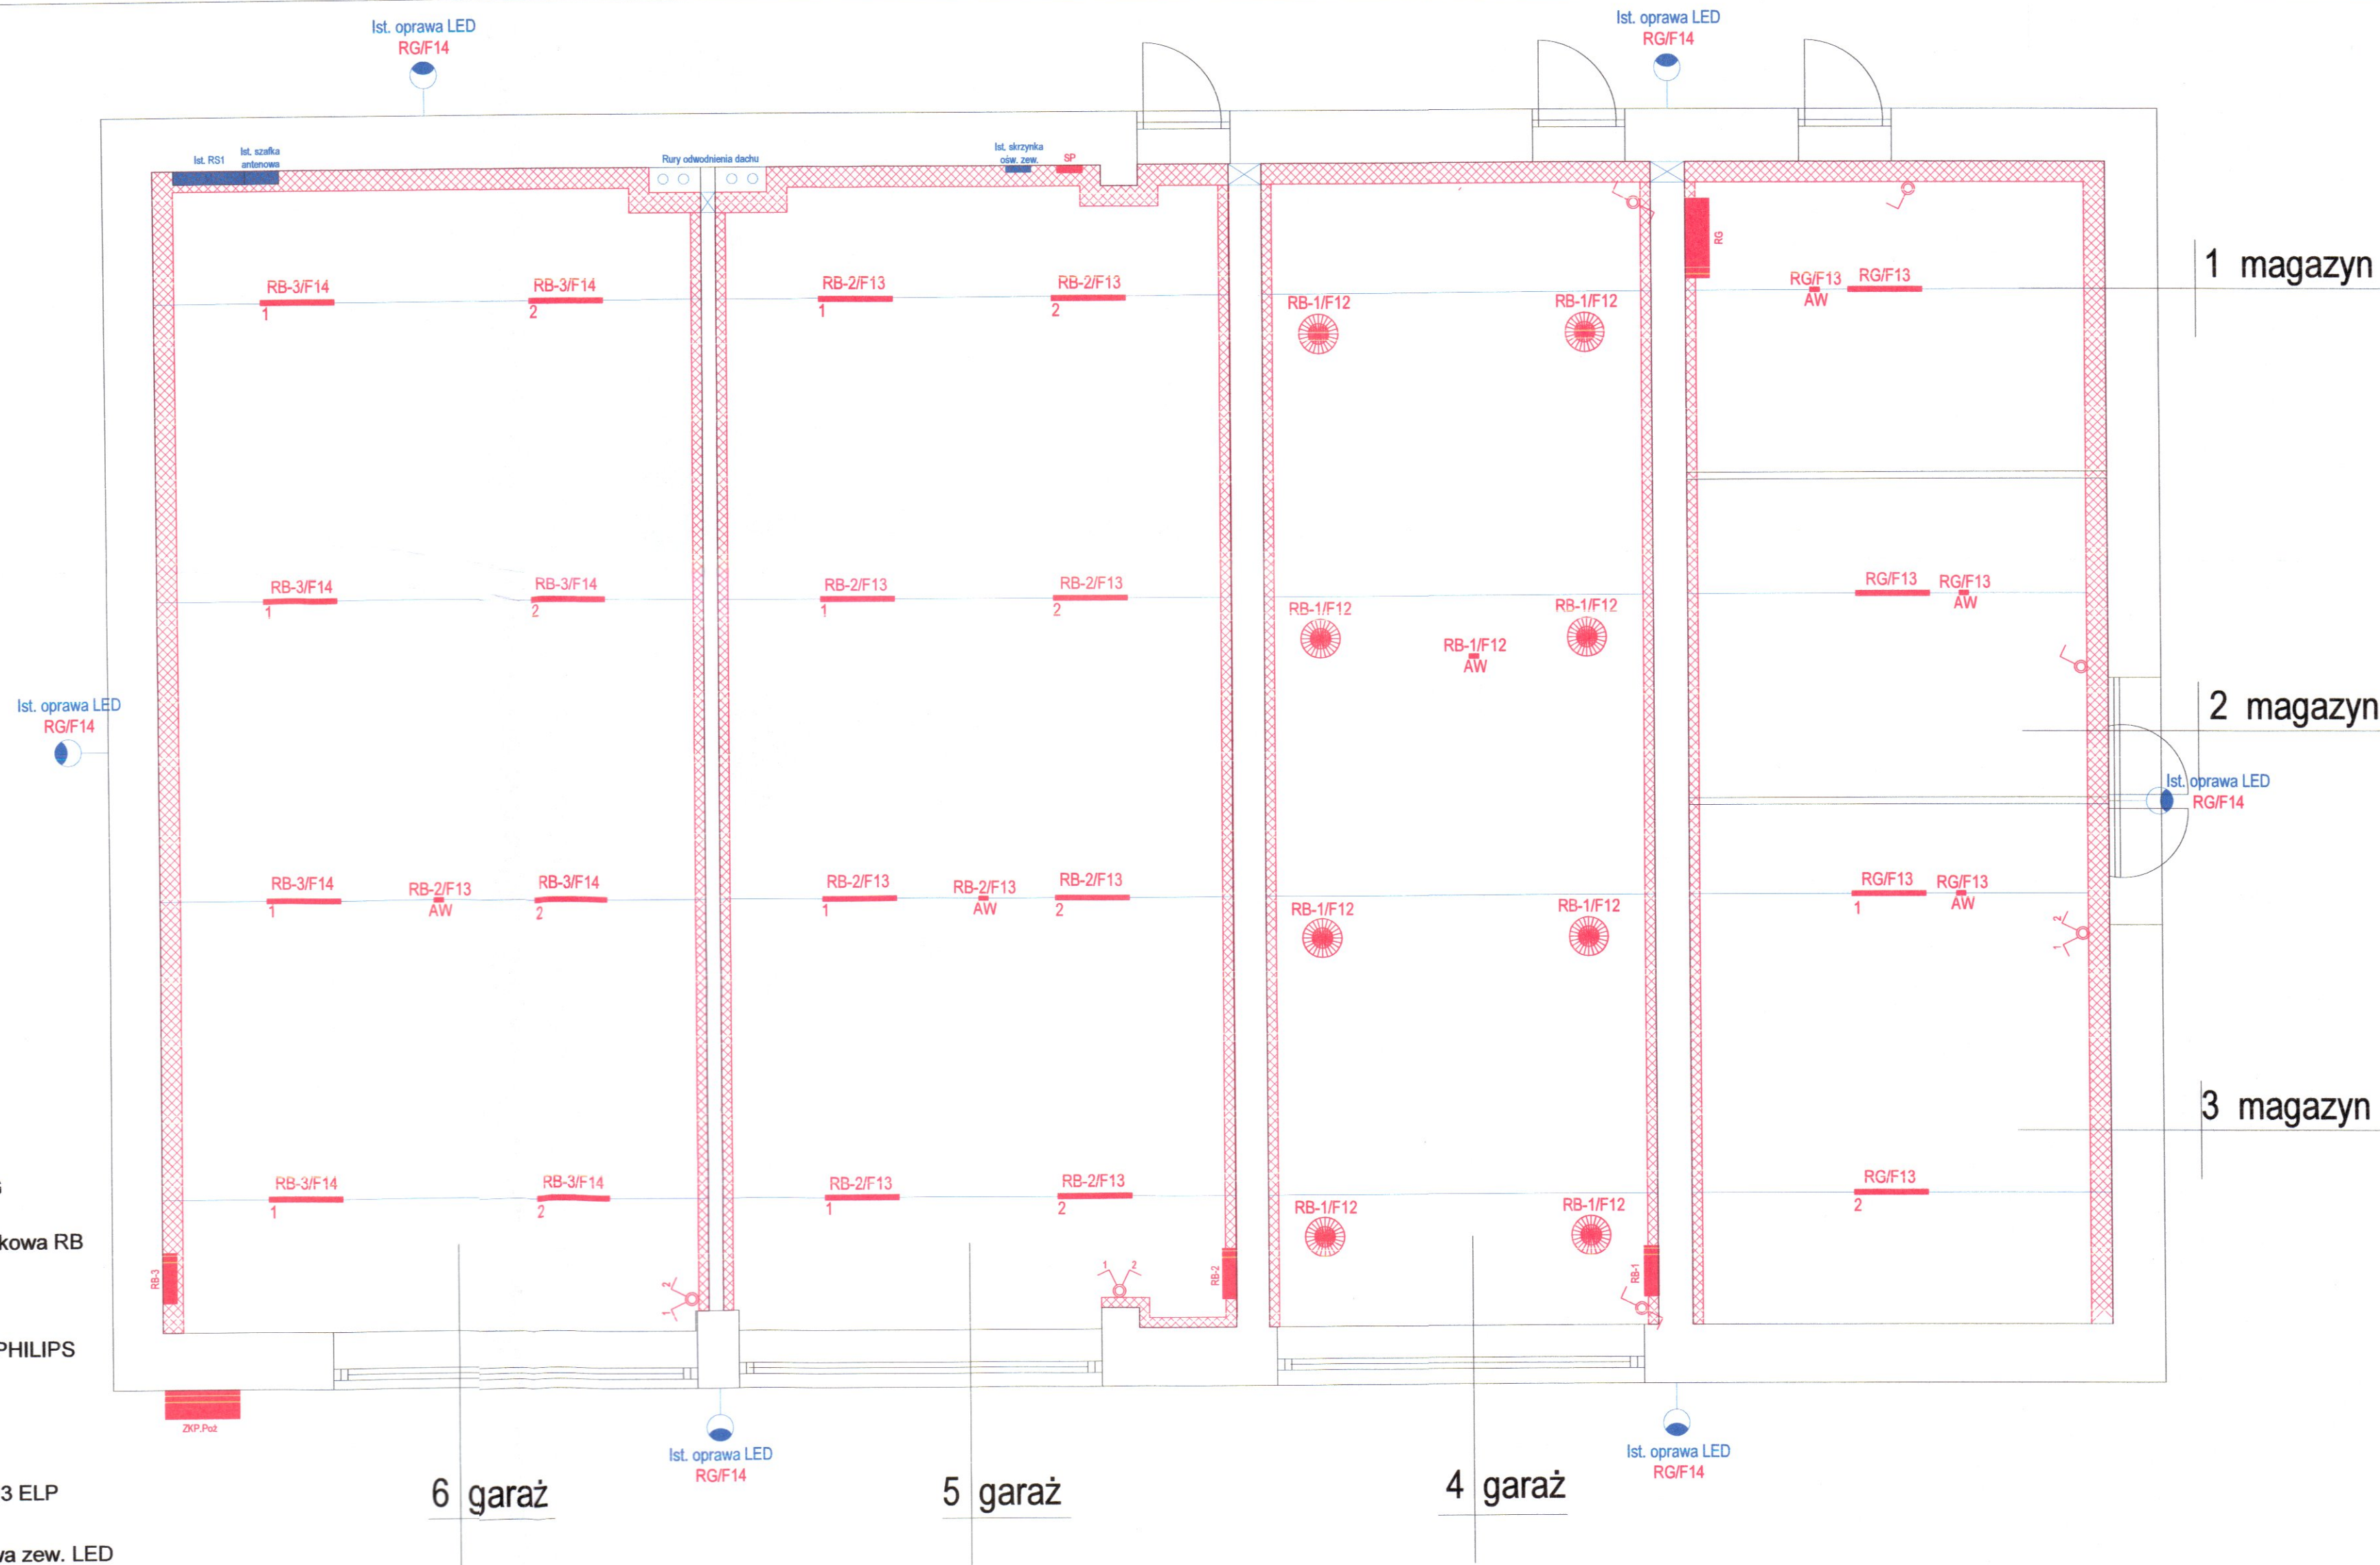 Ist. oprawa LED
RG/F14
Ist. oprawa LED
RG/F14
Ist. RS1
Ist. szafka
antenowa
Rury odwodnienia dachu
Ist. skrzynka
ośw. zew.
SP
RG
RB-3/F14
1
RB-3/F14
2
RB-2/F13
1
RB-2/F13
2
RB-1/F12
RB-1/F12
RG/F13
AW
RG/F13
1 magazyn
RB-3/F14
1
RB-3/F14
2
RB-2/F13
1
RB-2/F13
2
RB-1/F12
RB-1/F12
RB-1/F12
AW
RG/F13
RG/F13
AW
Ist. oprawa LED
RG/F14
2 magazyn
Ist. oprawa LED
RG/F14
RB-3/F14
1
RB-2/F13
AW
RB-3/F14
2
RB-2/F13
1
RB-2/F13
AW
RB-2/F13
2
RB-1/F12
RB-1/F12
RG/F13
1
RG/F13
AW
2
1
3 magazyn
RB-3/F14
1
RB-3/F14
2
RB-2/F13
1
RB-2/F13
2
RB-1/F12
RB-1/F12
RG/F13
2
kowa RB
RB-3
2
1
1 2
RB-2
RB-1
PHILIPS
ZKP.Poż
Ist. oprawa LED
RG/F14
Ist. oprawa LED
RG/F14
3 ELP
6 garaż
5 garaż
4 garaż
wa zew. LED